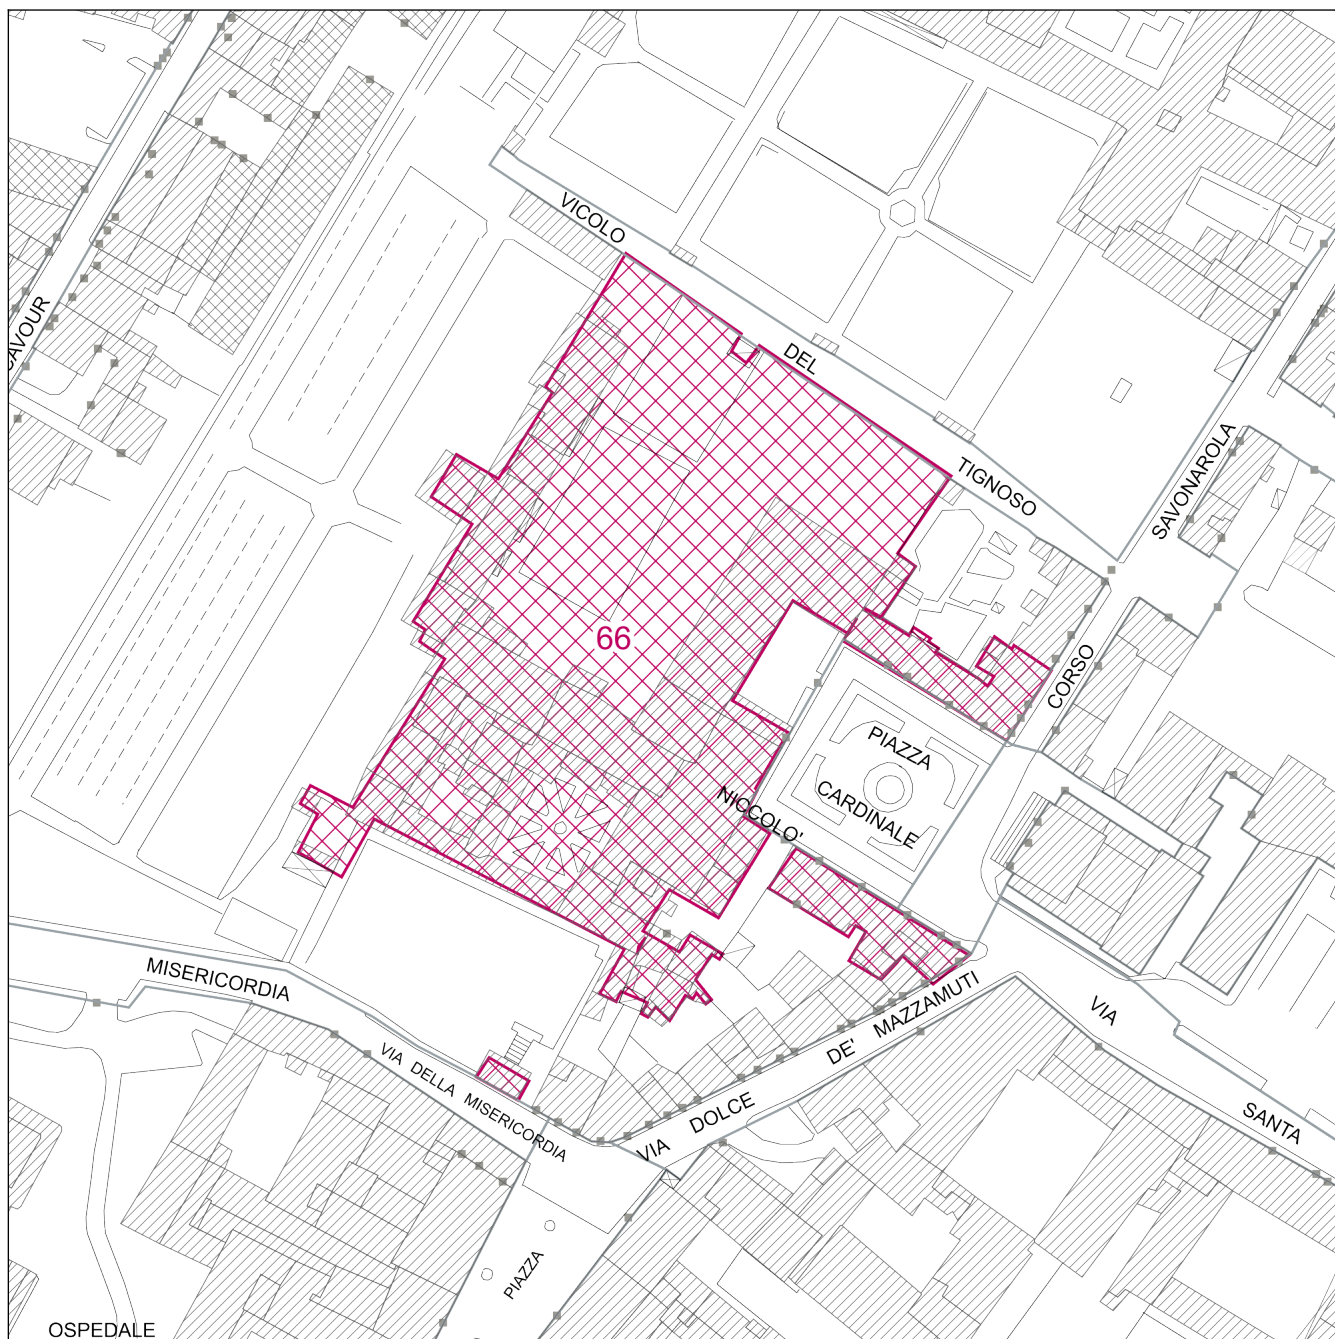 VICOLO
DEL
TIGNOSO
SAVONAROLA
CORSO
CAVOUR
66
PIAZZA
CARDINALE
NICCOLO'
MISERICORDIA
VIA DELLA MISERICORDIA
VIA DOLCE DE' MAZZAMUTI
VIA
SANTA
PIAZZA
OSPEDALE